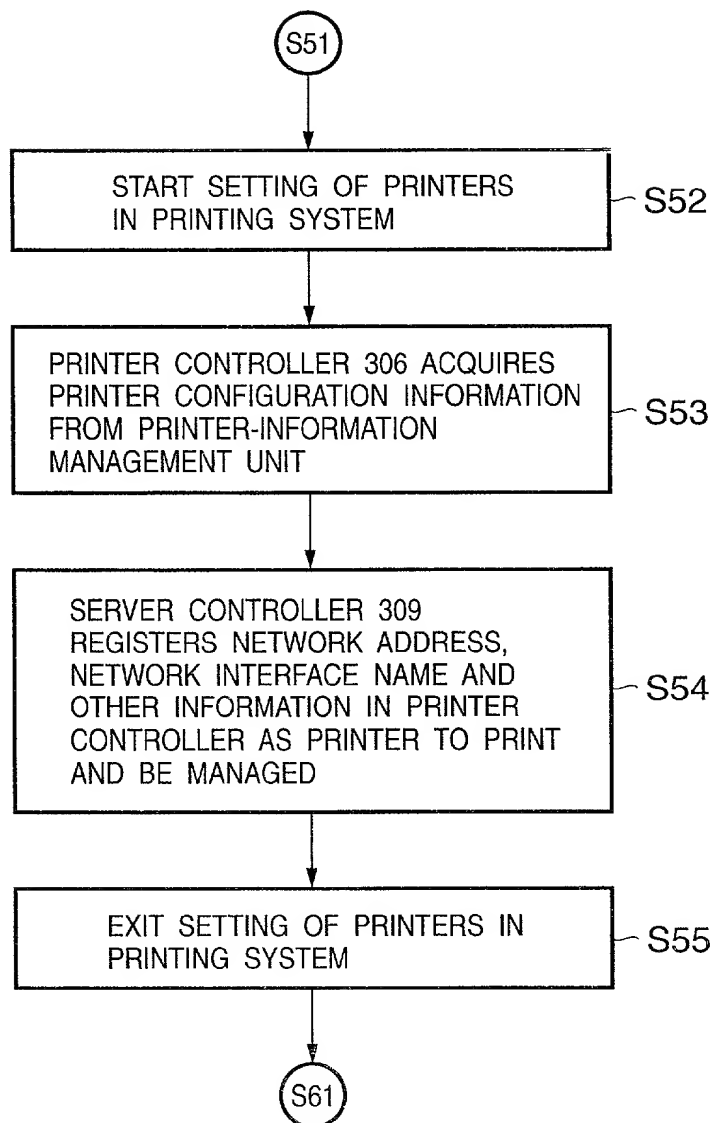 S51
START SETTING OF PRINTERS
IN PRINTING SYSTEM
S52
PRINTER CONTROLLER 306 ACQUIRES
PRINTER CONFIGURATION INFORMATION
FROM PRINTER-INFORMATION
MANAGEMENT UNIT
S53
SERVER CONTROLLER 309
REGISTERS NETWORK ADDRESS,
NETWORK INTERFACE NAME AND
OTHER INFORMATION IN PRINTER
CONTROLLER AS PRINTER TO PRINT
AND BE MANAGED
S54
EXIT SETTING OF PRINTERS IN
PRINTING SYSTEM
S55
S61